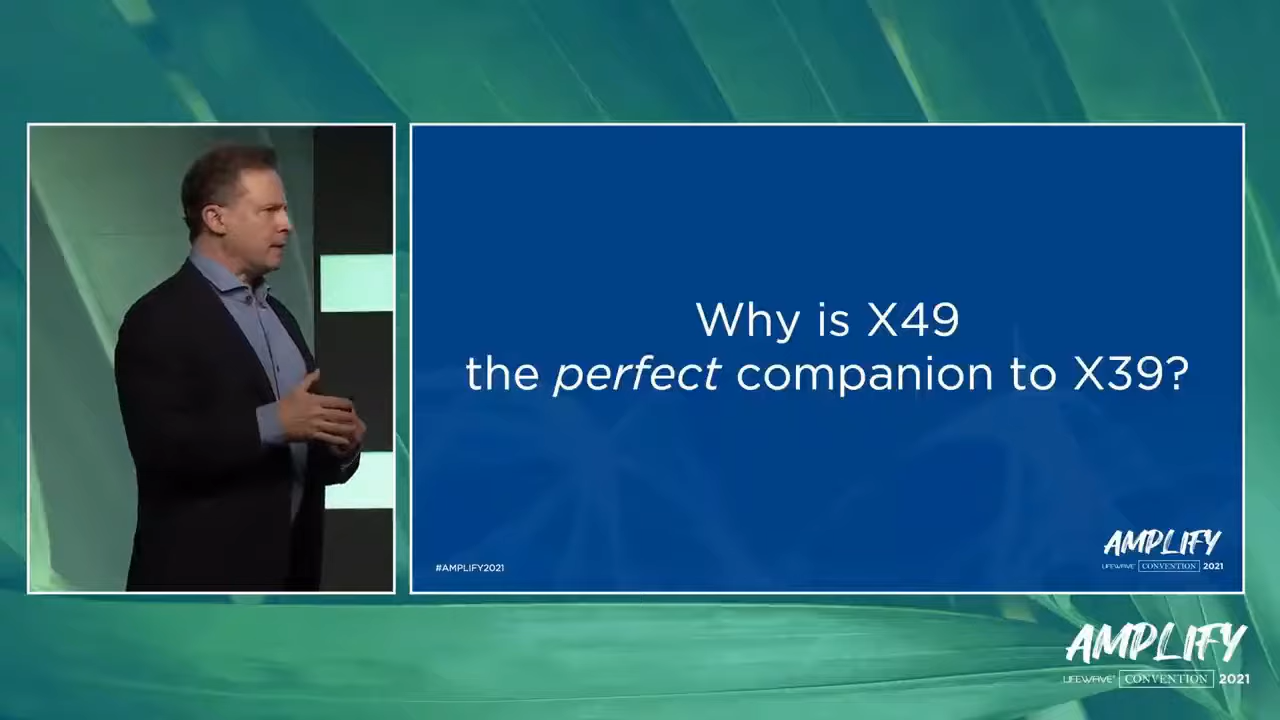 Why is X49
the perfect companion to X39?
#AMPLIFY2021
AMPLIFY
LIFEWAVE CONVENTION 2021
AMPLIFY
LIFEWAVE CONVENTION 2021